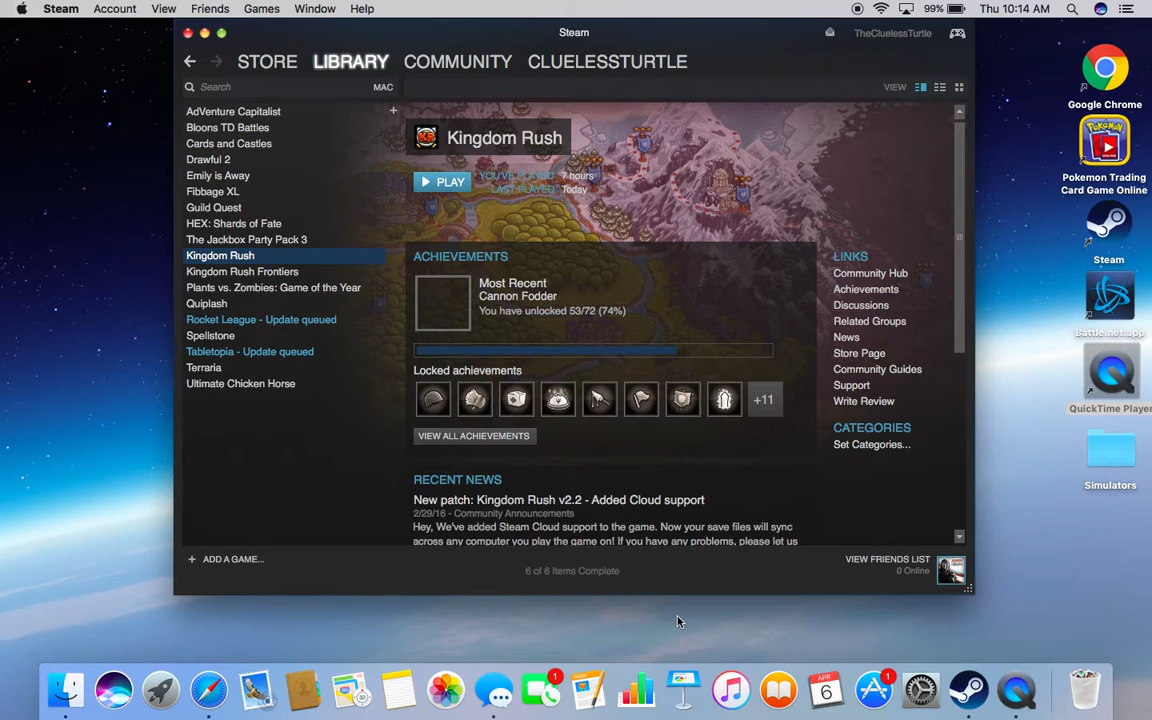 Steam Account View Friends Games Window Help 99% Thu 10:14 AM
Steam
TheCluelessTurtle
STORE LIBRARY COMMUNITY CLUELESSTURTLE
Search MAC
VIEW
AdVenture Capitalist
Bloons TD Battles
Cards and Castles
Drawful 2
Emily is Away
Fibbage XL
Guild Quest
HEX: Shards of Fate
The Jackbox Party Pack 3
Kingdom Rush
Kingdom Rush Frontiers
Plants vs. Zombies: Game of the Year
Quiplash
Rocket League - Update queued
Spellstone
Tabletopia - Update queued
Terraria
Ultimate Chicken Horse
+ ADD A GAME...
KR Kingdom Rush
PLAY
YOU'VE PLAYED 7 hours
LAST PLAYED Today
ACHIEVEMENTS
Most Recent
Cannon Fodder
You have unlocked 53/72 (74%)
Locked achievements
+11
VIEW ALL ACHIEVEMENTS
RECENT NEWS
New patch: Kingdom Rush v2.2 - Added Cloud support
2/29/16 - Community Announcements
Hey, We've added Steam Cloud support to the game. Now your save files will sync
across any computer you play the game on! If you have any problems, please let us
LINKS
Community Hub
Achievements
Discussions
Related Groups
News
Store Page
Community Guides
Support
Write Review
CATEGORIES
Set Categories...
6 of 6 Items Complete
VIEW FRIENDS LIST
0 Online
Google Chrome
Pokemon Trading
Card Game Online
Steam
Battle.net.app
QuickTime Player
Simulators
1
APR
6
1